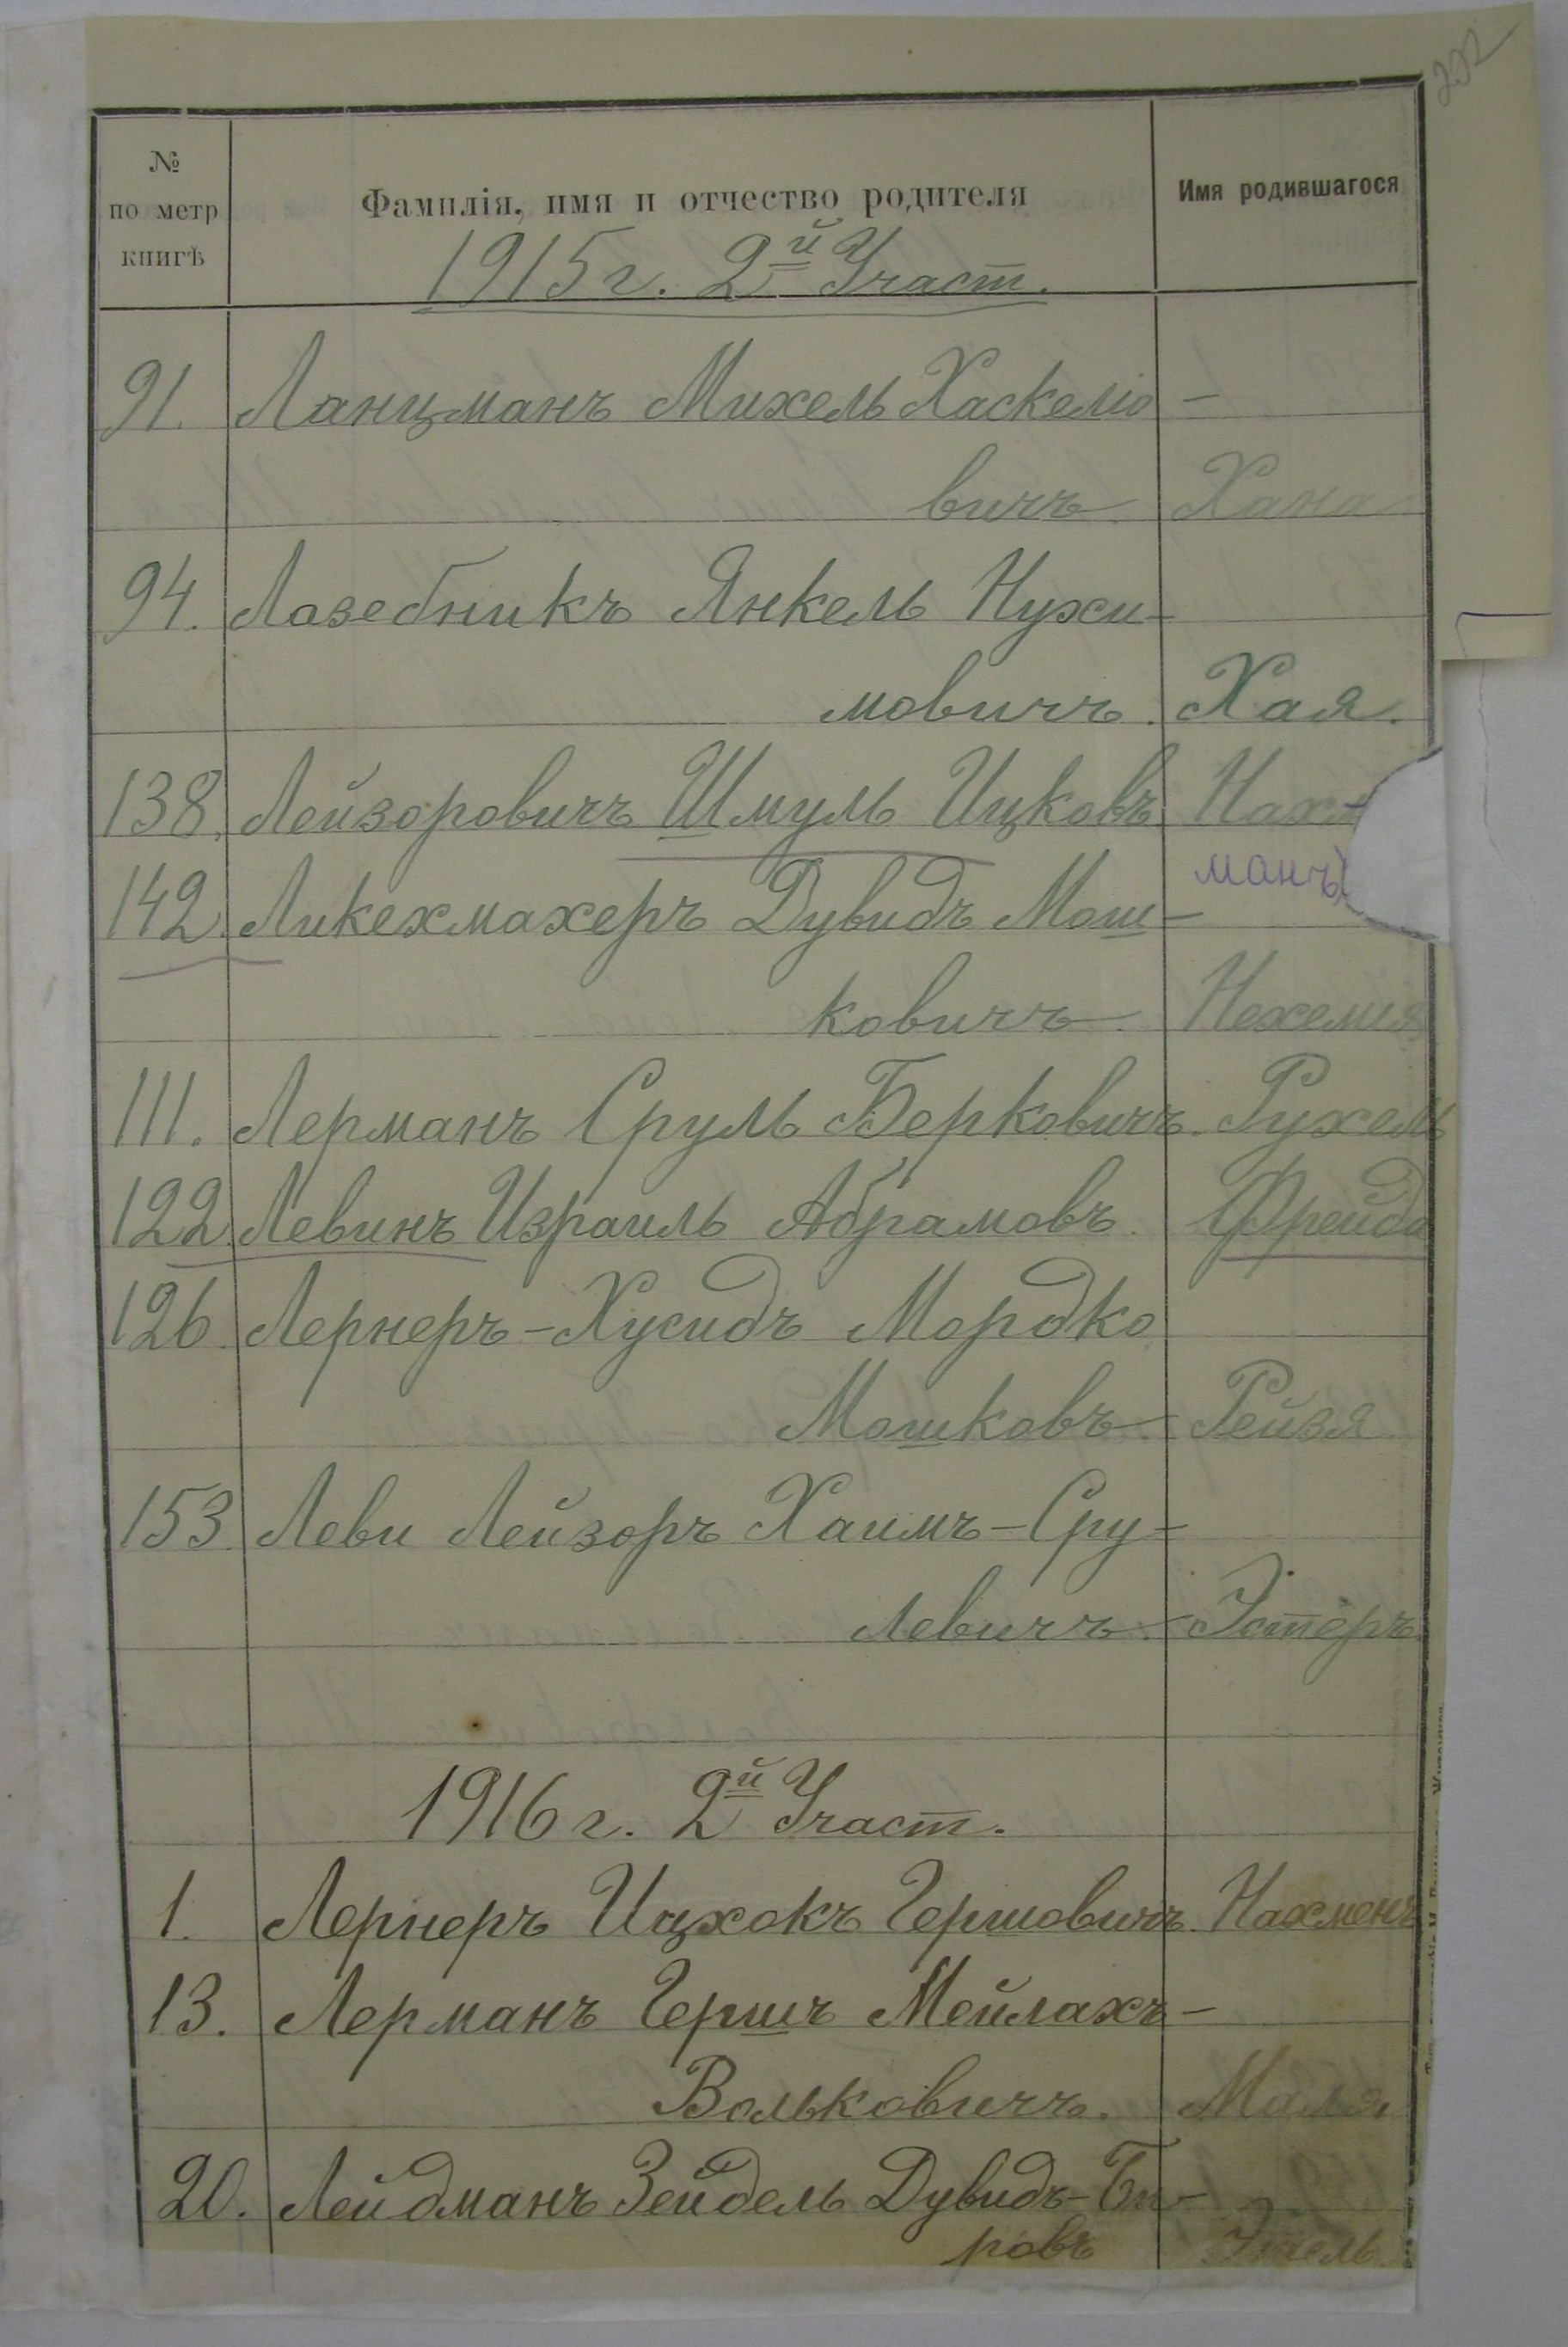 202
№ по метр книгѣ
Фамилія, имя и отчество родителя
Имя родившагося
1915 г. 2й Участ.
91. Ланцманъ Михель Хаскеліо-
вичъ Хана
94. Лазебникъ Янкель Нухи-
мовичъ. Хая.
138. Лейзоровичъ Шмуль Ицковъ Нах-
манъ
142. Ликехмахеръ Дувидъ Мош-
ковичъ. Нехемія
111. Лерманъ Сруль Берковичъ. Рухель
122. Левинъ Израиль Абрамовъ. Фрейда
126. Лернеръ-Хусидъ Мордко
Мошковъ Рейзя
153. Леви Лейзоръ Хаимъ-Сру-
левичъ. Эстеръ.
1916 г. 2й Участ.
1. Лернеръ Ицхокъ Гершовичъ. Нахменъ
13. Лерманъ Гершъ Мейлахъ-
Вольковичъ. Маля
20. Лейдманъ Зейдель Дувидъ-Бе-
ровъ Этель